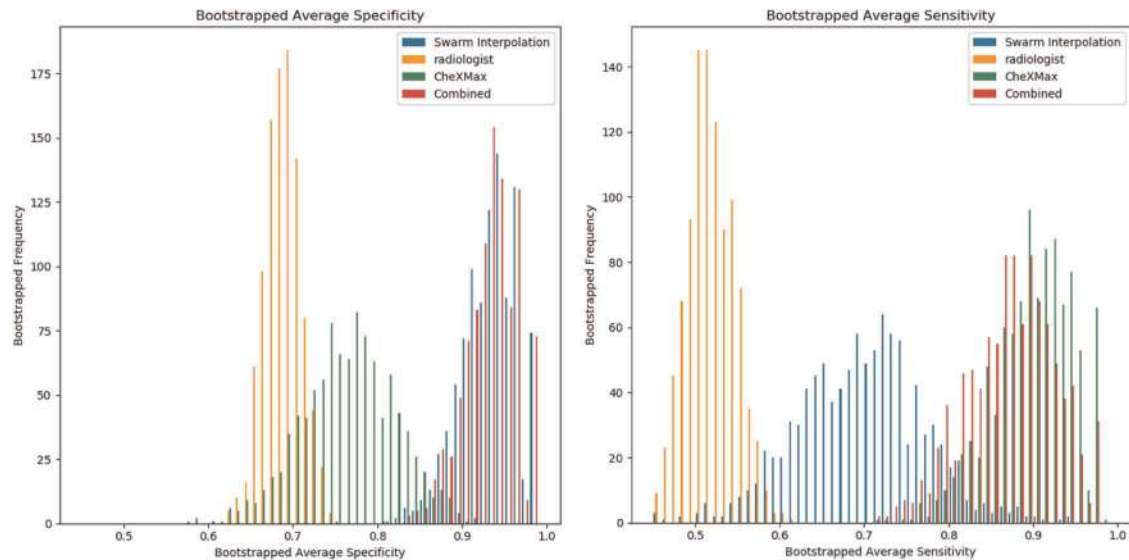 Bootstrapped Average Specificity
Bootstrapped Frequency
175
150
125
100
75
50
25
0
0.5 0.6 0.7 0.8 0.9 1.0
Bootstrapped Average Specificity
Swarm Interpolation
radiologist
CheXMax
Combined
Bootstrapped Average Sensitivity
Bootstrapped Frequency
140
120
100
80
60
40
20
0
0.5 0.6 0.7 0.8 0.9 1.0
Bootstrapped Average Sensitivity
Swarm Interpolation
radiologist
CheXMax
Combined